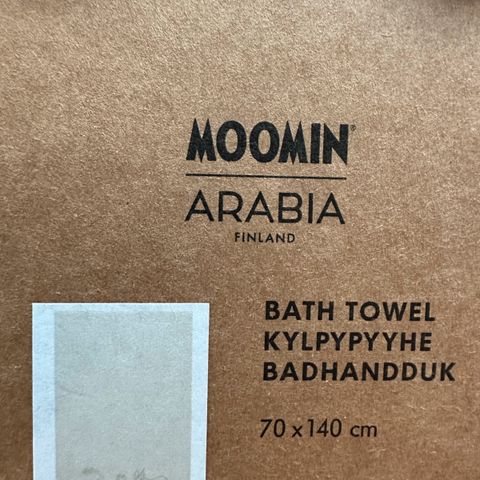 MOOMIN®
ARABIA
FINLAND
BATH TOWEL
KYLPYPYYHE
BADHANDDUK
70 x 140 cm